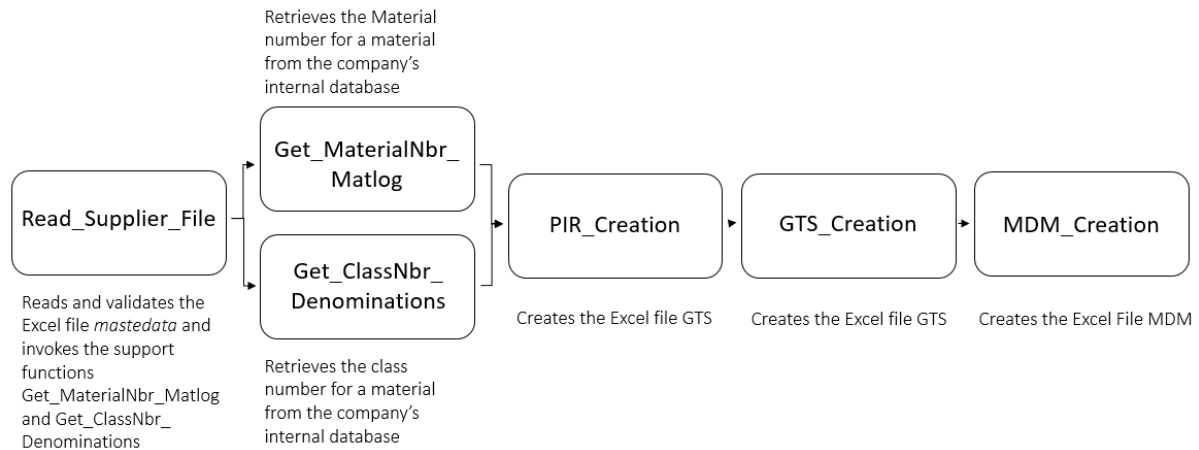 Retrieves the Material
number for a material
from the company's
internal database
Get_MaterialNbr_
Matlog
Read_Supplier_File
Reads and validates the
Excel file mastedata and
invokes the support
functions
Get_MaterialNbr_Matlog
and Get_ClassNbr_
Denominations
Get_ClassNbr_
Denominations
Retrieves the class
number for a material
from the company's
internal database
PIR_Creation
Creates the Excel file GTS
GTS_Creation
Creates the Excel file GTS
MDM_Creation
Creates the Excel File MDM